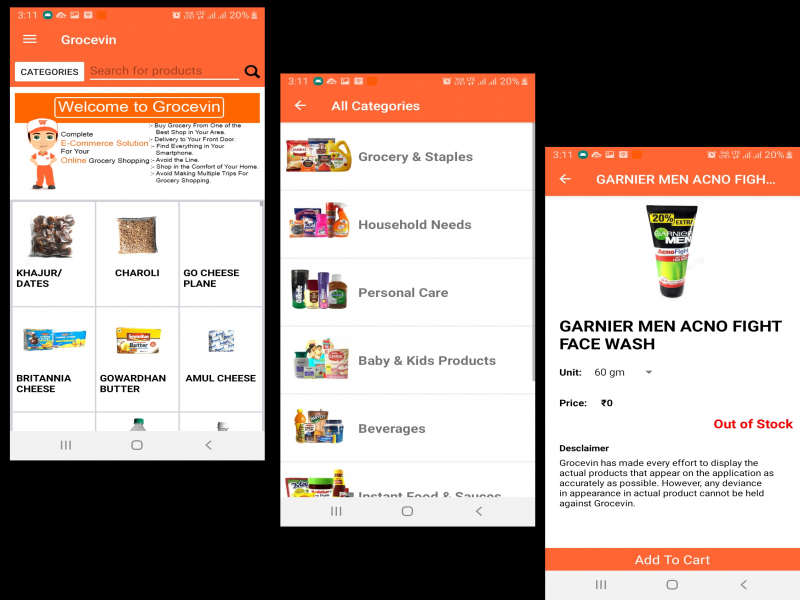 3:11
20%
Grocevin
CATEGORIES
Search for products
Welcome to Grocevin
Complete
E-Commerce Solution
For Your
Online Grocery Shopping
:- Buy Grocery From One of the
Best Shop in Your Area.
:- Delivery to Your Front Door.
:- Find Everything in Your
Smartphone.
:- Avoid the Line.
:- Shop in the Comfort of Your Home.
:- Avoid Making Multiple Trips For
Grocery Shopping.
KHAJUR/
DATES
CHAROLI
GO CHEESE
PLANE
BRITANNIA
CHEESE
Butter
GOWARDHAN
BUTTER
AMUL CHEESE
3:11
20%
All Categories
Grocery & Staples
Household Needs
Personal Care
Baby & Kids Products
Beverages
Instant Food & Sauces
3:11
20%
GARNIER MEN ACNO FIGH...
20% EXTRA
GARNIER
MEN
AcnoFight
GARNIER MEN ACNO FIGHT
FACE WASH
Unit: 60 gm
Price: ₹0
Out of Stock
Desclaimer
Grocevin has made every effort to display the
actual products that appear on the application as
accurately as possible. However, any deviance
in appearance in actual product cannot be held
against Grocevin.
Add To Cart